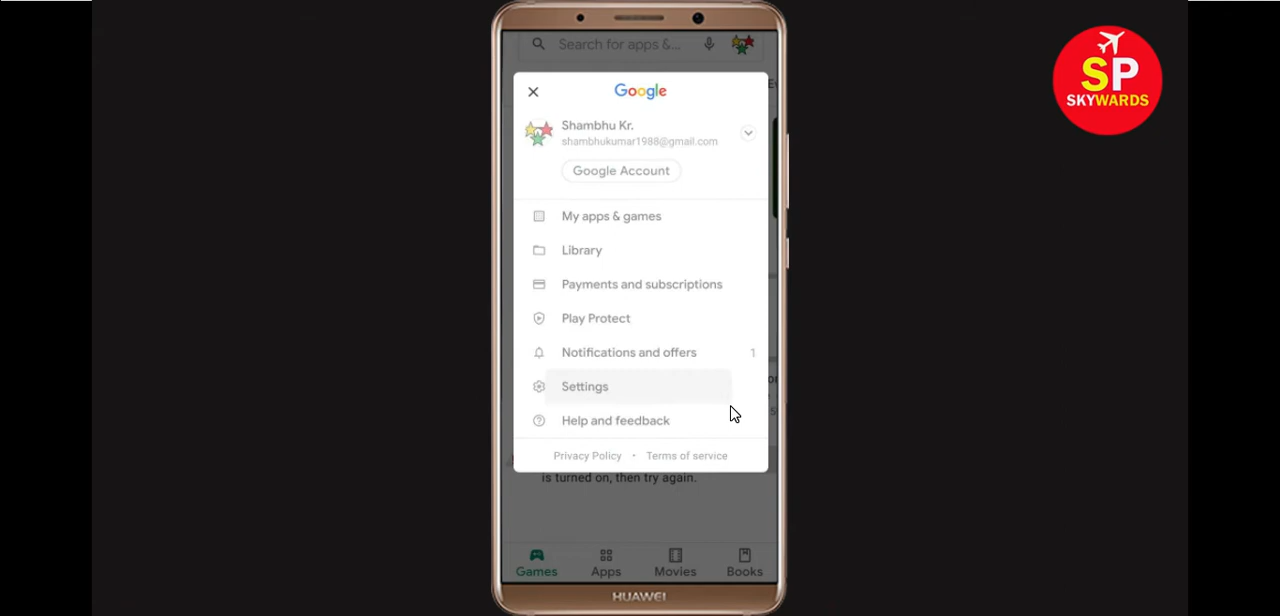 Search for apps &...
SP
SKYWARDS
Google
Shambhu Kr.
shambhukumar1988@gmail.com
Google Account
My apps & games
Library
Payments and subscriptions
Play Protect
Notifications and offers 1
Settings
Help and feedback
Privacy Policy • Terms of service
is turned on, then try again.
Games Apps Movies Books
HUAWEI